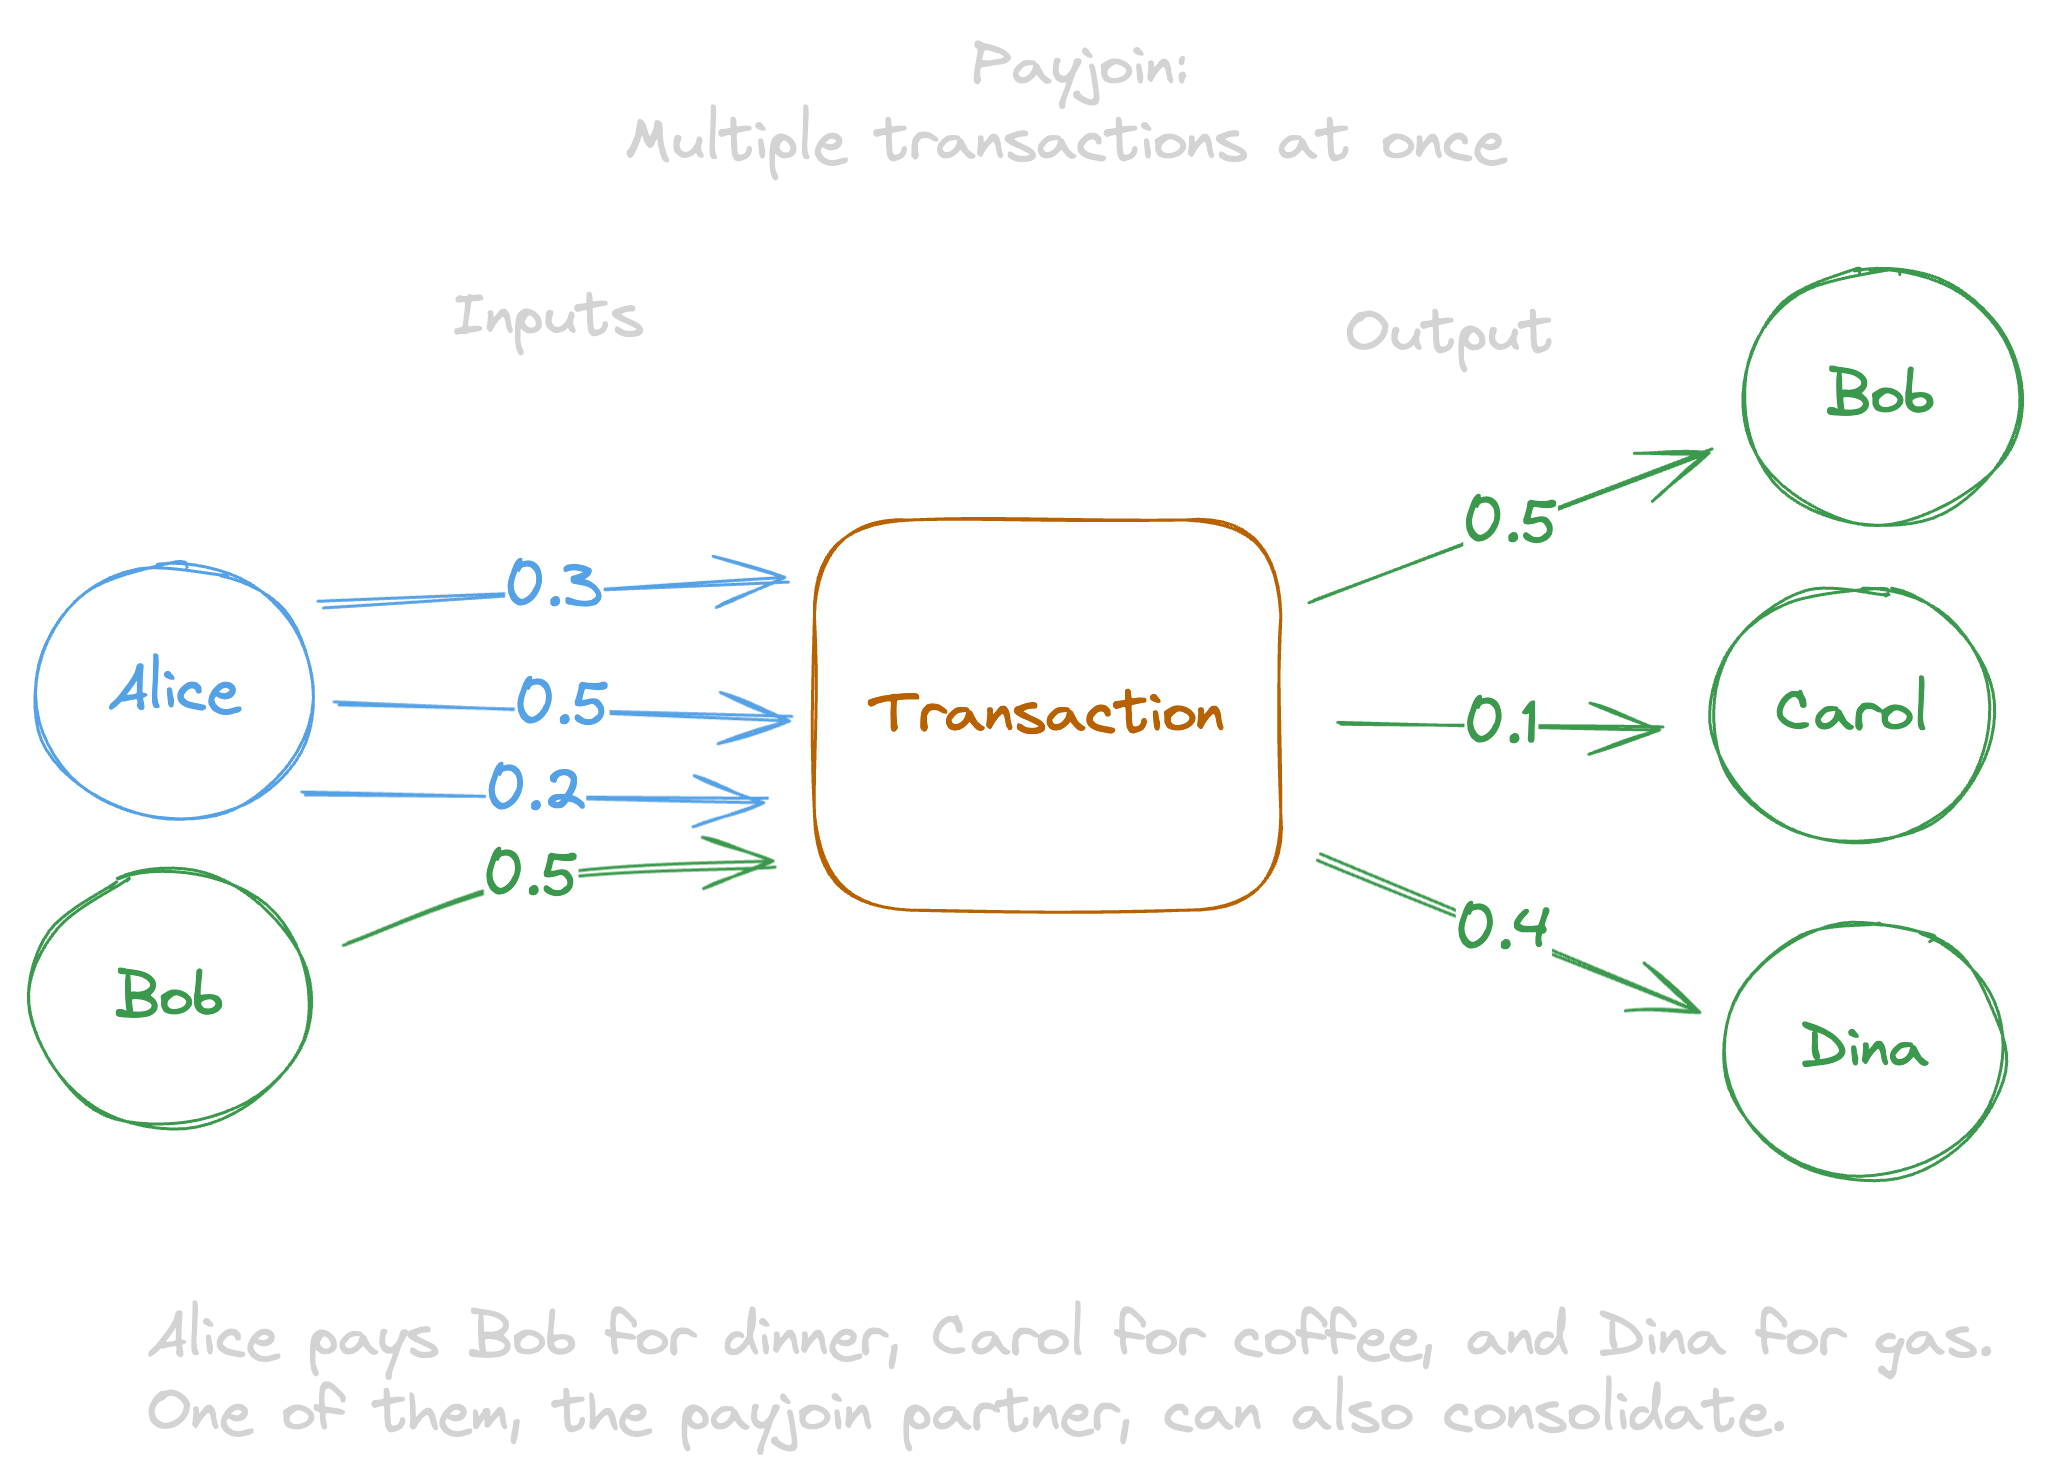 Payjoin:
Multiple transactions at once
Inputs
Output
Alice
Bob
0.3
0.5
0.2
0.5
Transaction
0.5
0.1
0.4
Bob
Carol
Dina
Alice pays Bob for dinner, Carol for coffee, and Dina for gas.
One of them, the payjoin partner, can also consolidate.